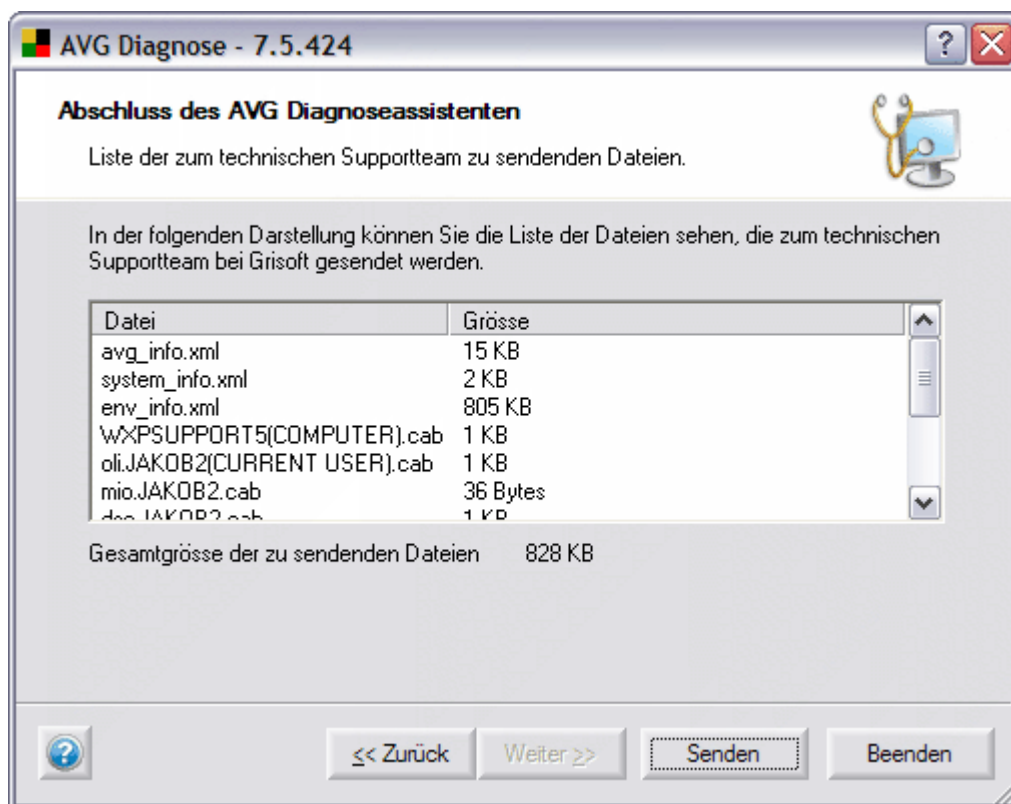 AVG Diagnose - 7.5.424
Abschluss des AVG Diagnoseassistenten
Liste der zum technischen Supportteam zu sendenden Dateien.
In der folgenden Darstellung können Sie die Liste der Dateien sehen, die zum technischen
Supportteam bei Grisoft gesendet werden.
Datei Grösse
avg_info.xml 15 KB
system_info.xml 2 KB
env_info.xml 805 KB
WXPSUPPORT5(COMPUTER).cab 1 KB
oli.JAKOB2(CURRENT USER).cab 1 KB
mio.JAKOB2.cab 36 Bytes
1 KB
Gesamtgrösse der zu sendenden Dateien 828 KB
<< Zurück Weiter >> Senden Beenden